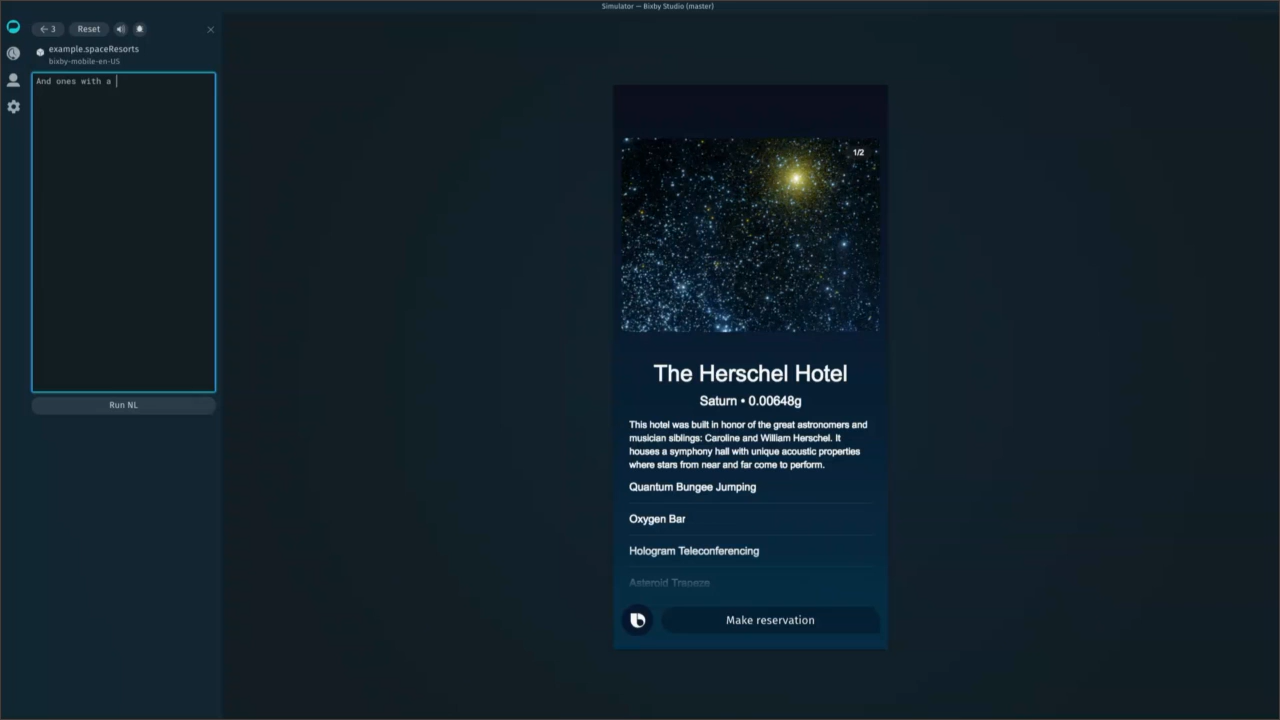 Simulator — Bixby Studio (master)
← 3 Reset
example.spaceResorts
bixby-mobile-en-US
And ones with a
Run NL
1/2
The Herschel Hotel
Saturn • 0.00648g
This hotel was built in honor of the great astronomers and
musician siblings: Caroline and William Herschel. It
houses a symphony hall with unique acoustic properties
where stars from near and far come to perform.
Quantum Bungee Jumping
Oxygen Bar
Hologram Teleconferencing
Asteroid Trapeze
Make reservation